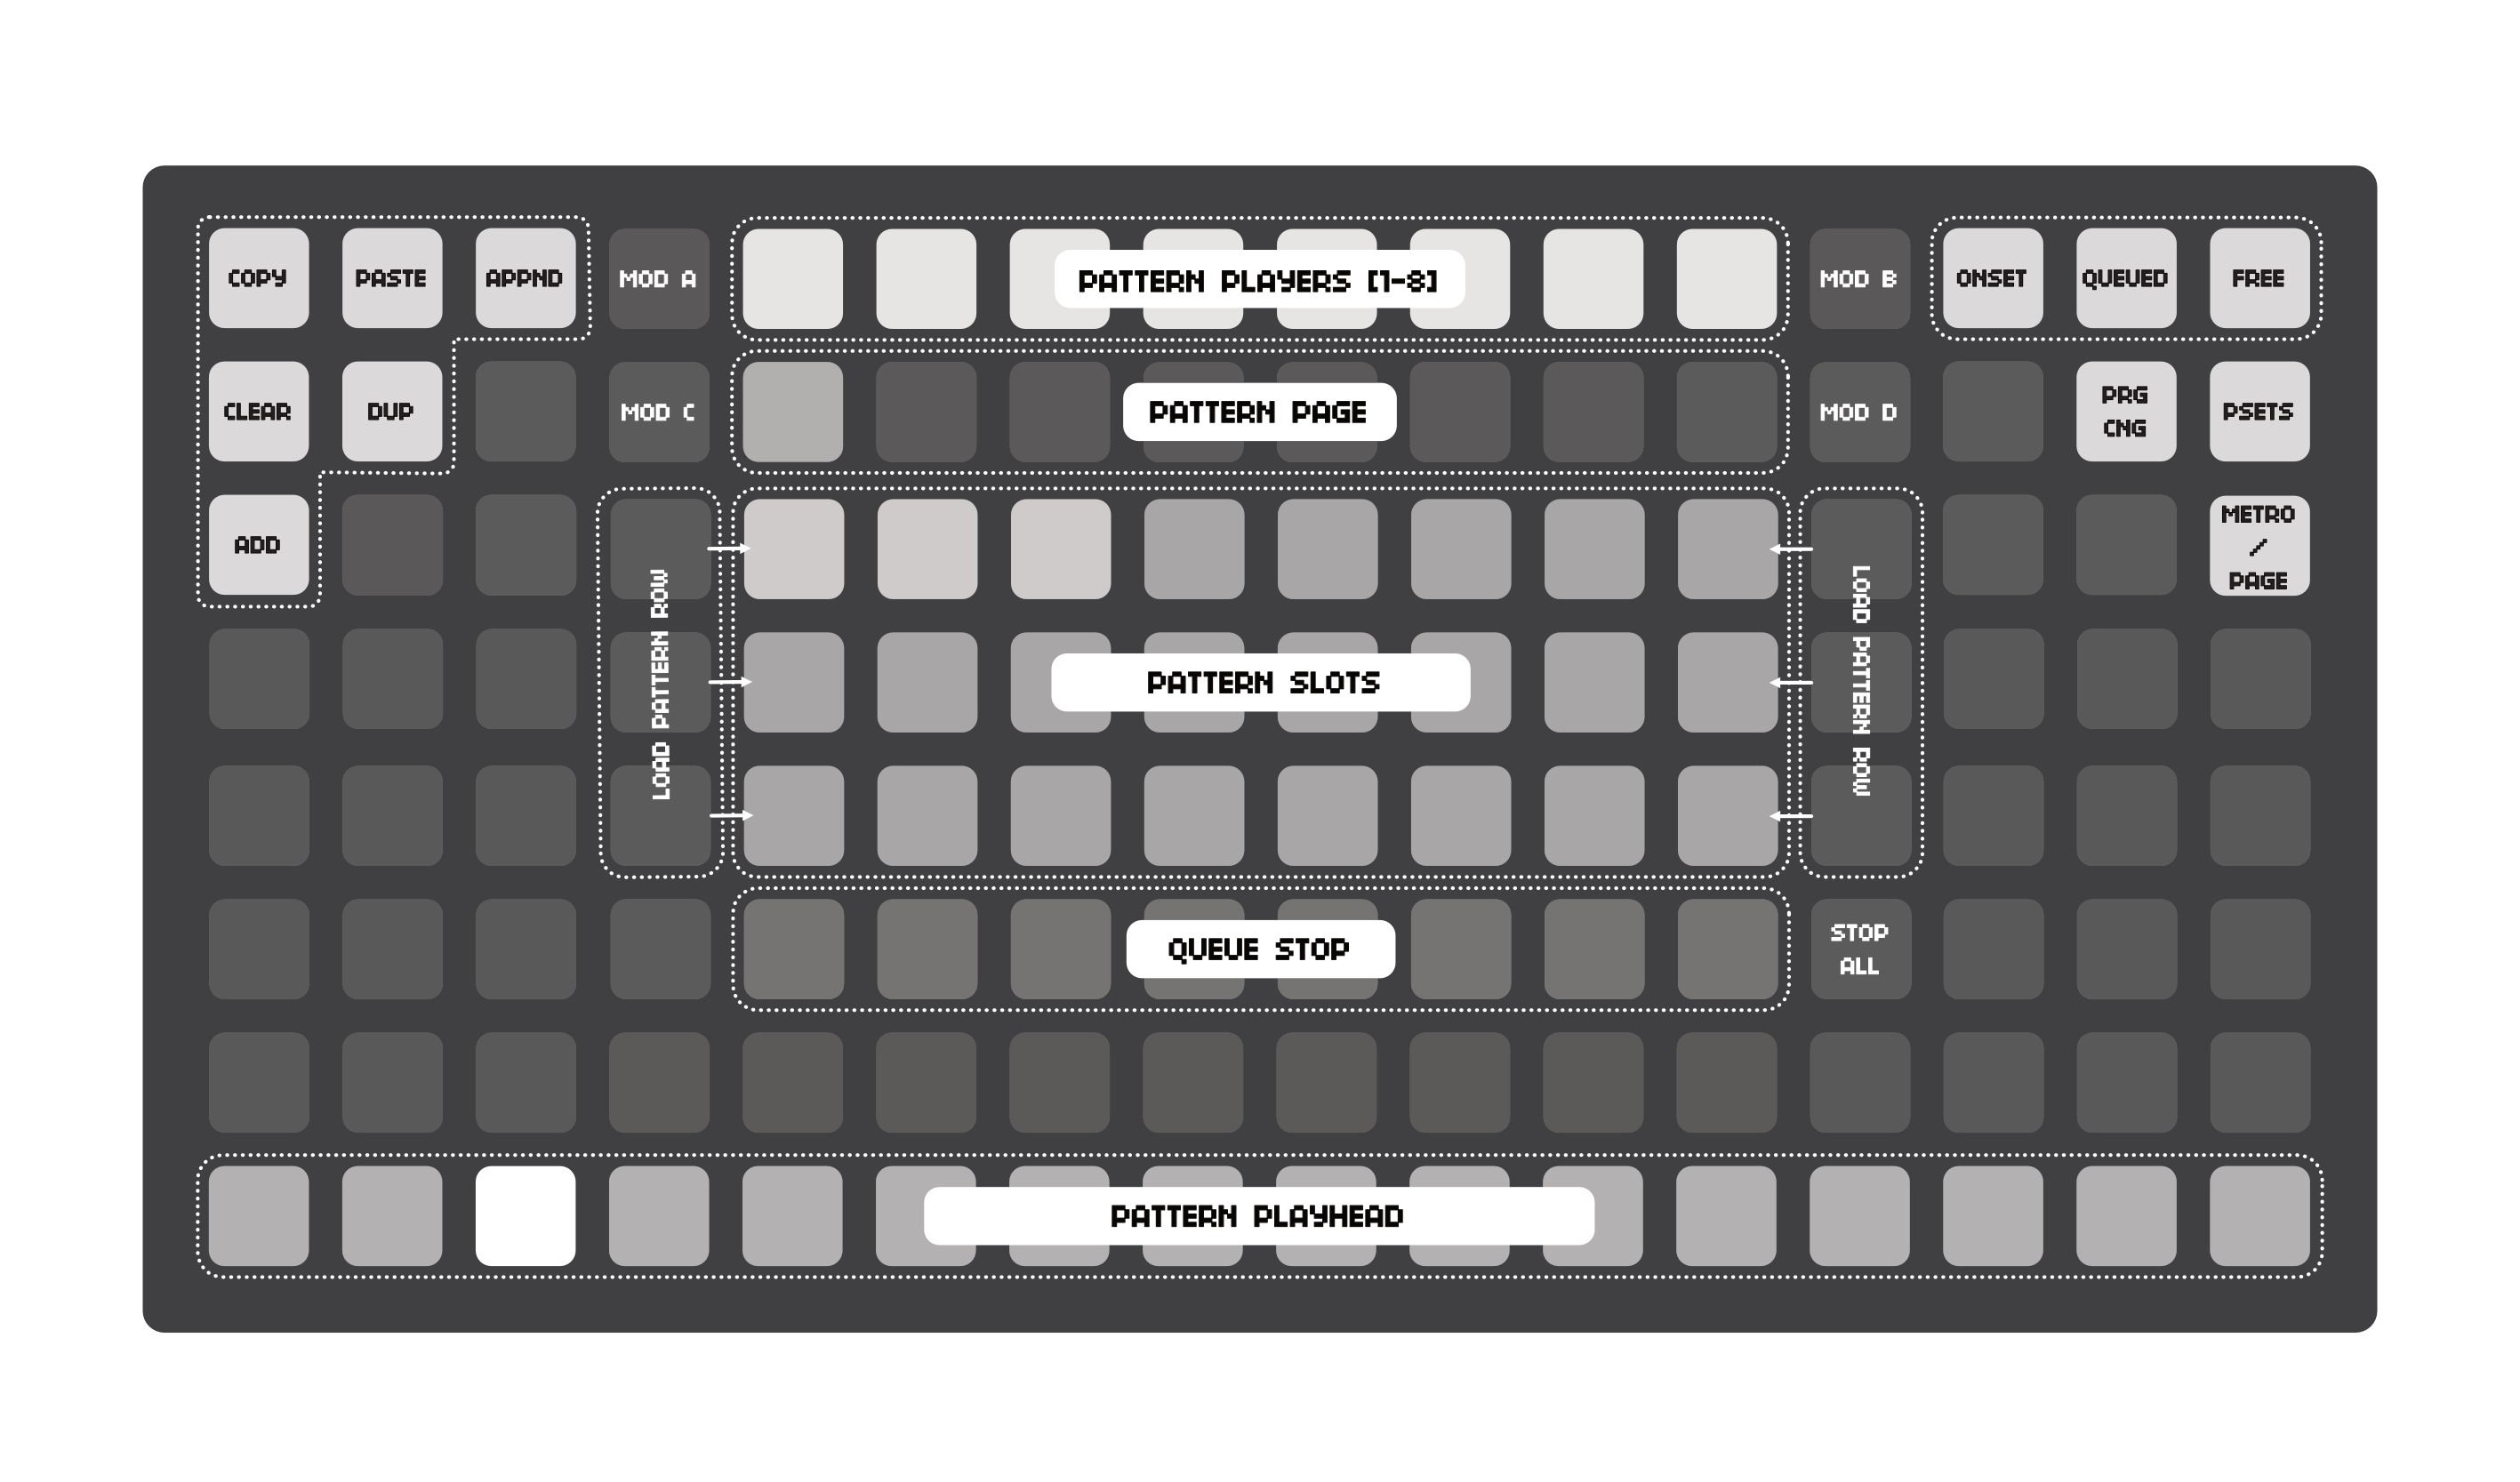 COPY
PASTE
APPND
MOD A
PATTERN PLAYERS [1-8]
MOD B
ONSET
QUEUED
FREE
CLEAR
DUP
MOD C
PATTERN PAGE
MOD D
PRG
CNG
PSETS
ADD
METRO
/
PAGE
LOAD PATTERN ROW
PATTERN SLOTS
LOAD PATTERN ROW
QUEUE STOP
STOP
ALL
PATTERN PLAYHEAD